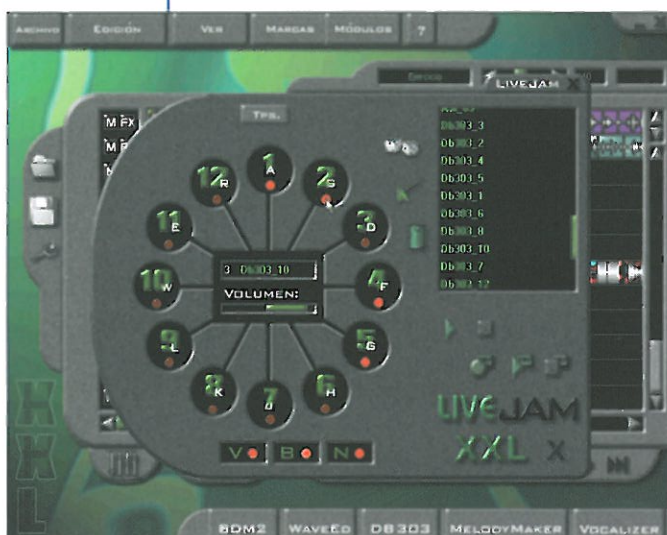 ARCHIVO EDICIÓN VER MARCAS MÓDULOS ?
LIVEJAM X
TPS.
M FX
M
1 A
2 S
3 D
4 F
5 G
6 H
7 J
8 K
9 L
10 W
11 E
12 R
3 Db303_10
VOLUMEN:
V B N
Db303_3
Db303_2
Db303_4
Db303_5
Db303_1
Db303_6
Db303_8
Db303_10
Db303_7
Db303_12
LIVEJAM
XXL X
XXL
BDM2 WAVEED DB303 MELODYMAKER VOCALIZER